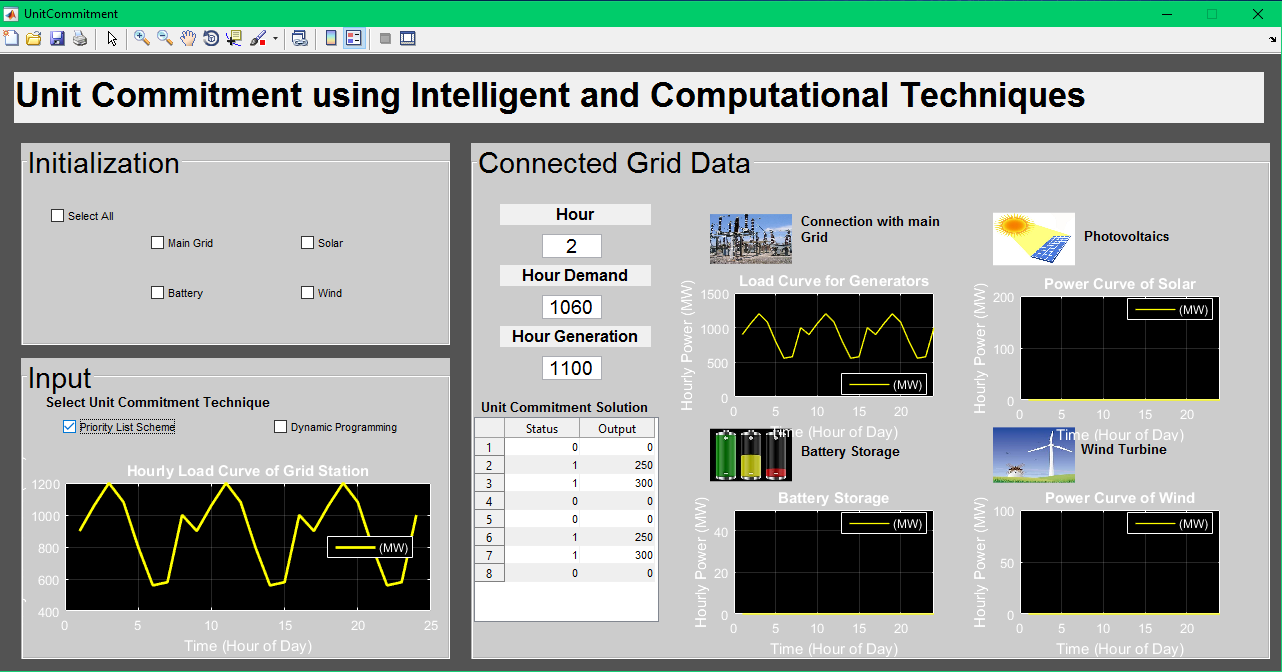 UnitCommitment
Unit Commitment using Intelligent and Computational Techniques
Initialization
Select All
Main Grid
Solar
Battery
Wind
Input
Select Unit Commitment Technique
Priority List Scheme
Dynamic Programming
Hourly Load Curve of Grid Station
1200
1000
800
600
400
(MW)
0 5 10 15 20 25
Time (Hour of Day)
Connected Grid Data
Hour
2
Hour Demand
1060
Hour Generation
1100
Unit Commitment Solution
Status Output
1 0 0
2 1 250
3 1 300
4 0 0
5 0 0
6 1 250
7 1 300
8 0 0
Connection with main
Grid
Load Curve for Generators
Hourly Power (MW)
1500
1000
500
0
(MW)
0 5 10 15 20
Time (Hour of Day)
Photovoltaics
Power Curve of Solar
Hourly Power (MW)
200
100
0
(MW)
0 5 10 15 20
Time (Hour of Day)
Battery Storage
Battery Storage
Hourly Power (MW)
40
20
0
(MW)
0 5 10 15 20
Time (Hour of Day)
Wind Turbine
Power Curve of Wind
Hourly Power (MW)
100
50
0
(MW)
0 5 10 15 20
Time (Hour of Day)